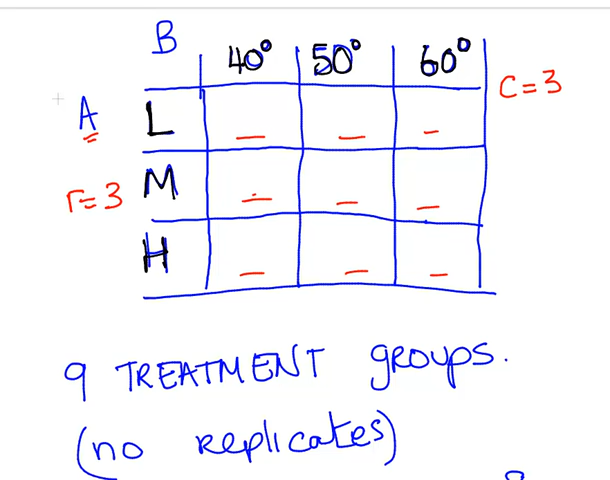 B
40° 50° 60°
C=3
A L
r=3 M
H
9 TREATMENT groups.
(no replicates)